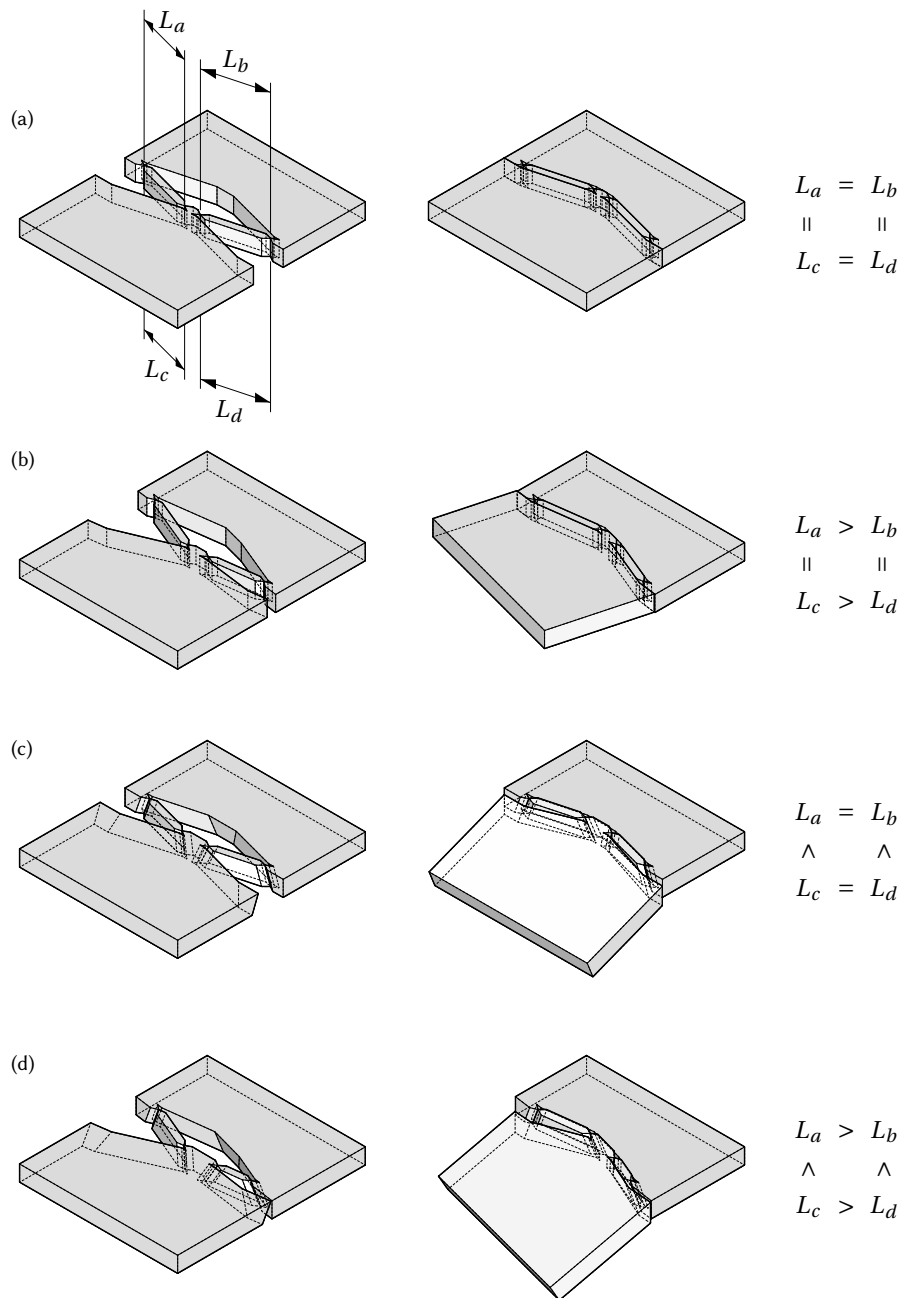 L_a
L_b
(a)
L_a = L_b
|| ||
L_c = L_d
L_c
L_d
(b)
L_a > L_b
|| ||
L_c > L_d
(c)
L_a = L_b
∧ ∧
L_c = L_d
(d)
L_a > L_b
∧ ∧
L_c > L_d